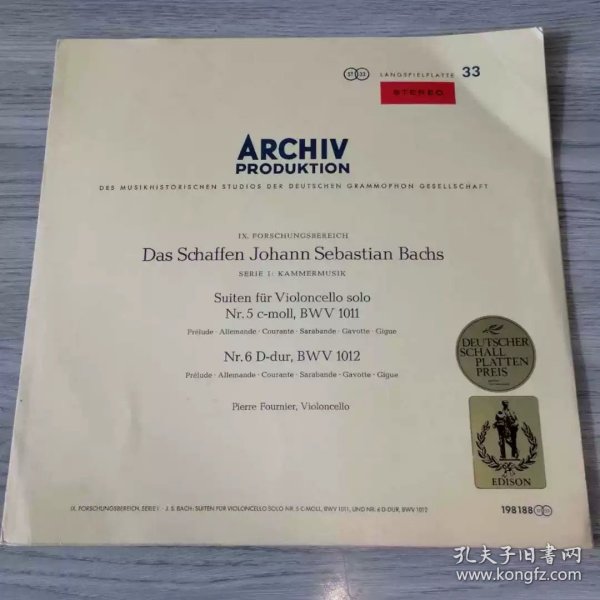 ST 33 LANGSPIELPLATTE 33
STEREO
ARCHIV
PRODUKTION
DES MUSIKHISTORISCHEN STUDIOS DER DEUTSCHEN GRAMMOPHON GESELLSCHAFT
IX. FORSCHUNGSBEREICH
Das Schaffen Johann Sebastian Bachs
SERIE I: KAMMERMUSIK
Suiten für Violoncello solo
Nr. 5 c-moll, BWV 1011
Prélude · Allemande · Courante · Sarabande · Gavotte · Gigue
Nr. 6 D-dur, BWV 1012
Prélude · Allemande · Courante · Sarabande · Gavotte · Gigue
Pierre Fournier, Violoncello
DEUTSCHER
SCHALL
PLATTEN
PREIS
EDISON
IX. FORSCHUNGSBEREICH, SERIE I · J. S. BACH: SUITEN FÜR VIOLONCELLO SOLO NR. 5 C-MOLL, BWV 1011, UND NR. 6 D-DUR, BWV 1012
198 188
孔夫子旧书网
www.kongfz.com